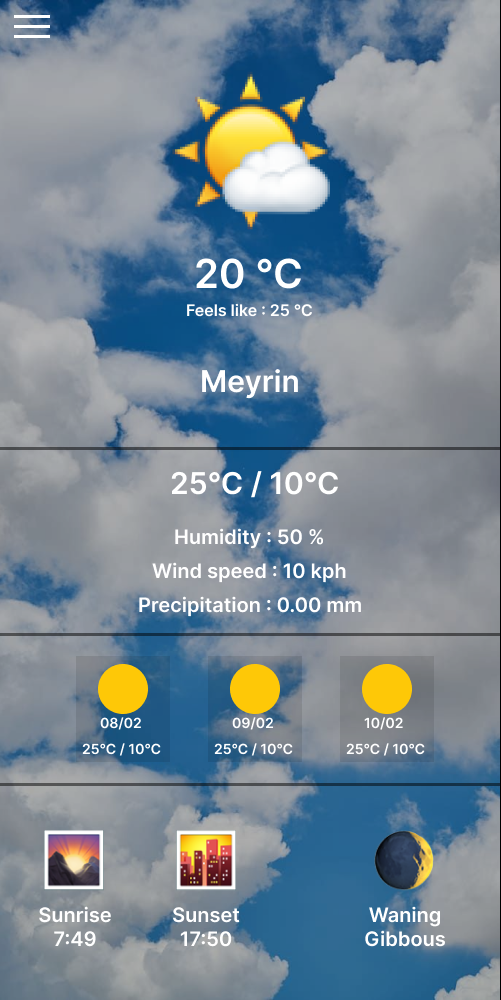 20 °C
Feels like : 25 °C
Meyrin
25°C / 10°C
Humidity : 50 %
Wind speed : 10 kph
Precipitation : 0.00 mm
08/02
25°C / 10°C
09/02
25°C / 10°C
10/02
25°C / 10°C
Sunrise
7:49
Sunset
17:50
Waning
Gibbous